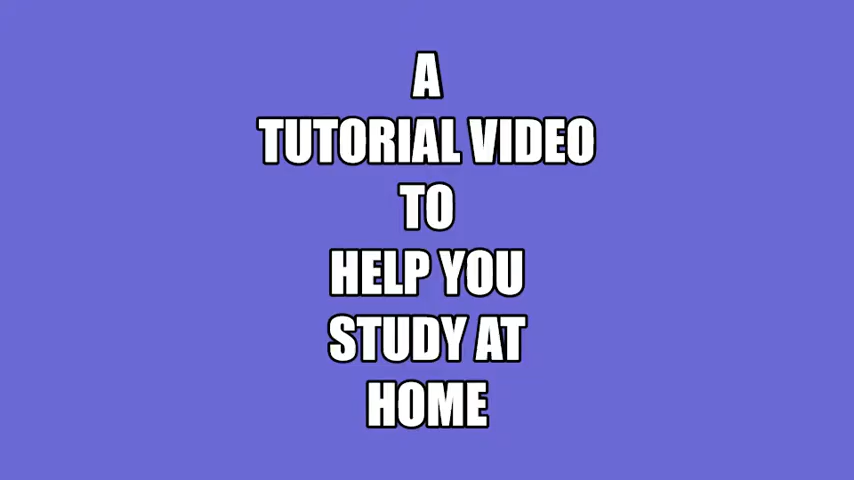 A
TUTORIAL VIDEO
TO
HELP YOU
STUDY AT
HOME